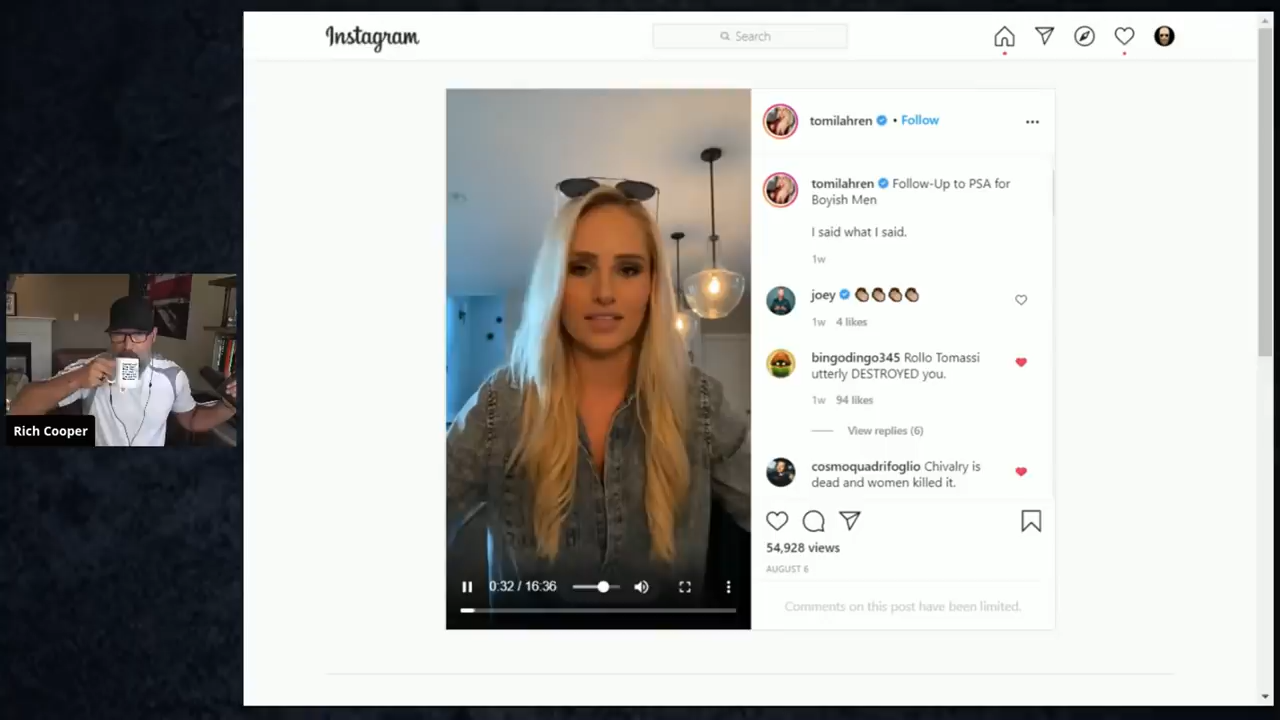 Instagram
Search
tomilahren • Follow
tomilahren Follow-Up to PSA for
Boyish Men
I said what I said.
1w
joey
1w 4 likes
bingodingo345 Rollo Tomassi
utterly DESTROYED you.
1w 94 likes
View replies (6)
cosmoquadrifoglio Chivalry is
dead and women killed it.
0:32 / 16:36
54,928 views
AUGUST 6
Comments on this post have been limited.
Rich Cooper